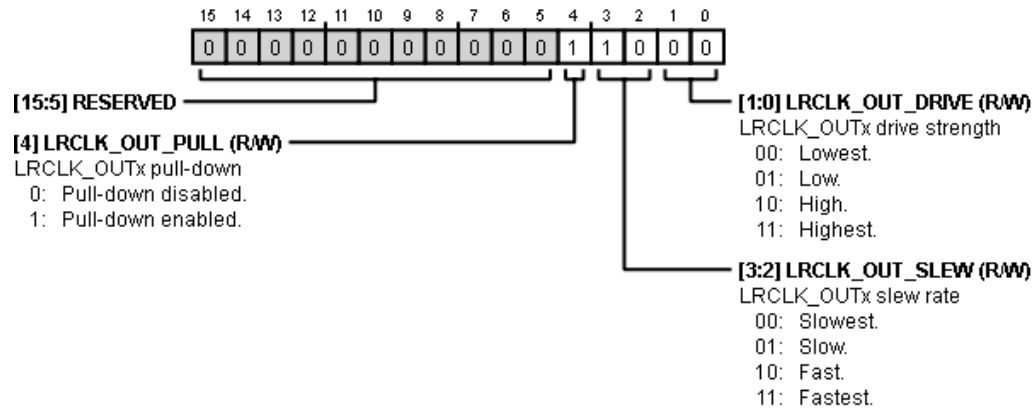 15 14 13 12 11 10 9 8 7 6 5 4 3 2 1 0
0 0 0 0 0 0 0 0 0 0 0 1 1 0 0 0
[15:5] RESERVED
[4] LRCLK_OUT_PULL (R/W)
LRCLK_OUTx pull-down
0: Pull-down disabled.
1: Pull-down enabled.
[1:0] LRCLK_OUT_DRIVE (R/W)
LRCLK_OUTx drive strength
00: Lowest.
01: Low.
10: High.
11: Highest.
[3:2] LRCLK_OUT_SLEW (R/W)
LRCLK_OUTx slew rate
00: Slowest.
01: Slow.
10: Fast.
11: Fastest.